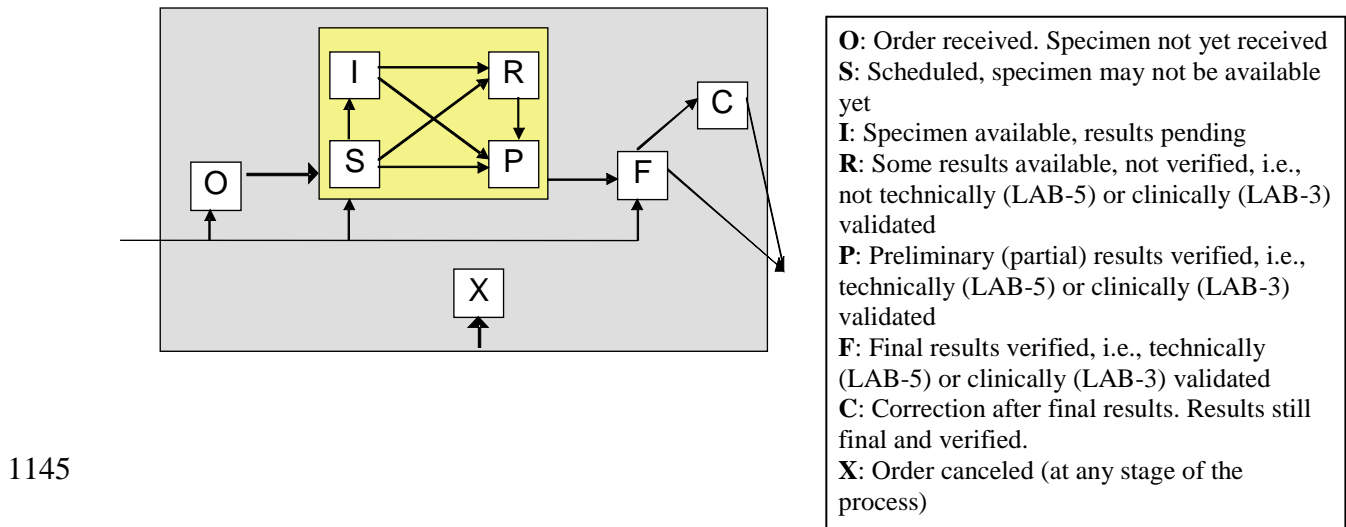 I
R
C
S
P
O
F
X
O: Order received. Specimen not yet received
S: Scheduled, specimen may not be available
yet
I: Specimen available, results pending
R: Some results available, not verified, i.e.,
not technically (LAB-5) or clinically (LAB-3)
validated
P: Preliminary (partial) results verified, i.e.,
technically (LAB-5) or clinically (LAB-3)
validated
F: Final results verified, i.e., technically
(LAB-5) or clinically (LAB-3) validated
C: Correction after final results. Results still
final and verified.
X: Order canceled (at any stage of the
process)
1145